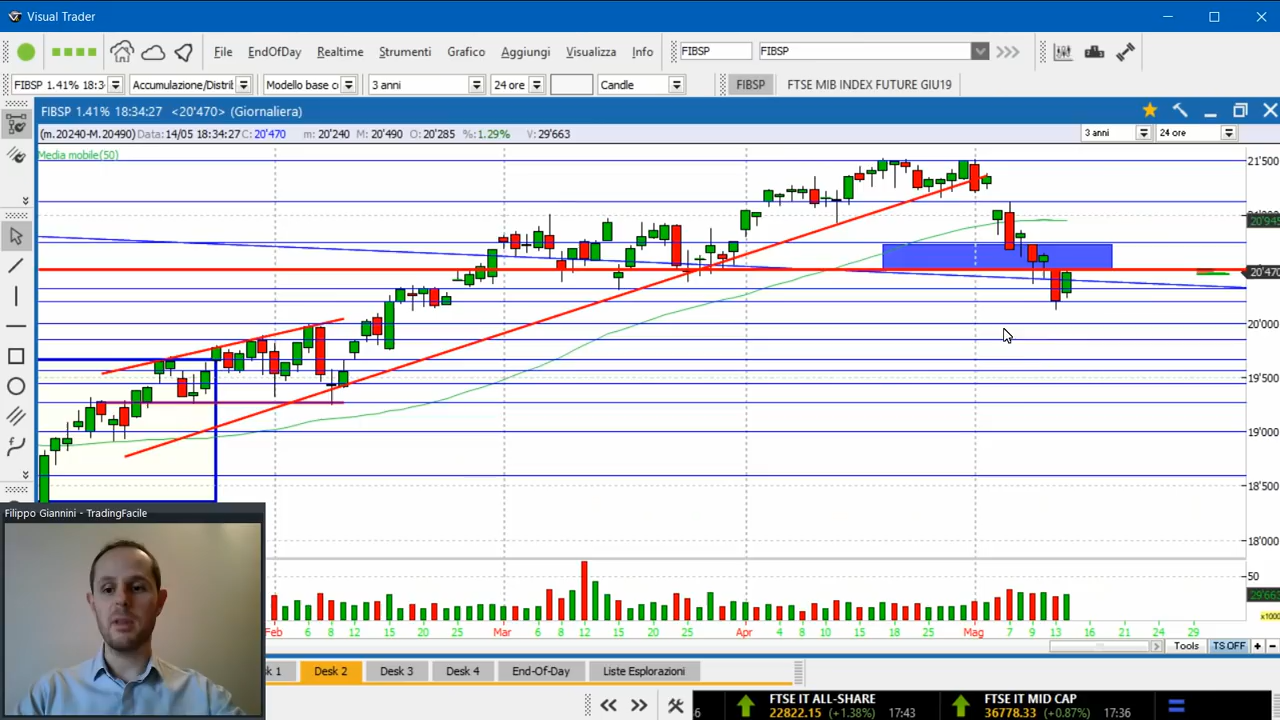 Visual Trader
File EndOfDay Realtime Strumenti Grafico Aggiungi Visualizza Info FIBSP FIBSP
FIBSP 1.41% 18:3 Accumulazione/Distrib Modello base c 3 anni 24 ore Candle FIBSP FTSE MIB INDEX FUTURE GIU19
FIBSP 1.41% 18:34:27 <20'470> (Giornaliera)
(m.20240-M.20490) Data: 14/05 18:34:27 C: 20'470 m: 20'240 M: 20'490 O: 20'285 %: 1.29% V: 29'663 3 anni 24 ore
Media mobile(50)
21'500
20'470
20'000
19'500
19'000
18'500
18'000
Filippo Giannini - TradingFacile
50
29'663
x1000
Feb 6 8 12 15 20 25 Mar 6 8 12 15 20 25 Apr 4 8 10 15 18 25 Mag 7 9 13 16 21 24 29
Tools TS OFF + -
k 1 Desk 2 Desk 3 Desk 4 End-Of-Day Liste Esplorazioni
FTSE IT ALL-SHARE FTSE IT MID CAP
6 22822.15 (+1.38%) 17:43 36778.33 (+0.87%) 17:36